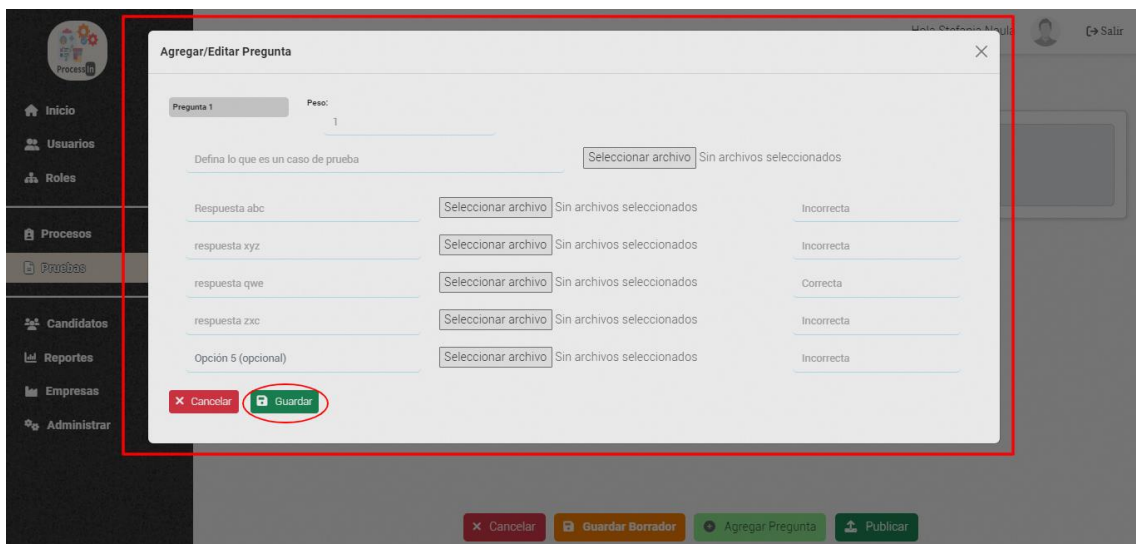 ProcessIn
Hola Stefania Naula
Salir
Inicio
Usuarios
Roles
Procesos
Pruebas
Candidatos
Reportes
Empresas
Administrar
Agregar/Editar Pregunta
Pregunta 1
Peso:
1
Defina lo que es un caso de prueba Seleccionar archivo Sin archivos seleccionados
Respuesta abc Seleccionar archivo Sin archivos seleccionados Incorrecta
respuesta xyz Seleccionar archivo Sin archivos seleccionados Incorrecta
respuesta qwe Seleccionar archivo Sin archivos seleccionados Correcta
respuesta zxc Seleccionar archivo Sin archivos seleccionados Incorrecta
Opción 5 (opcional) Seleccionar archivo Sin archivos seleccionados Incorrecta
Cancelar Guardar
Cancelar Guardar Borrador Agregar Pregunta Publicar